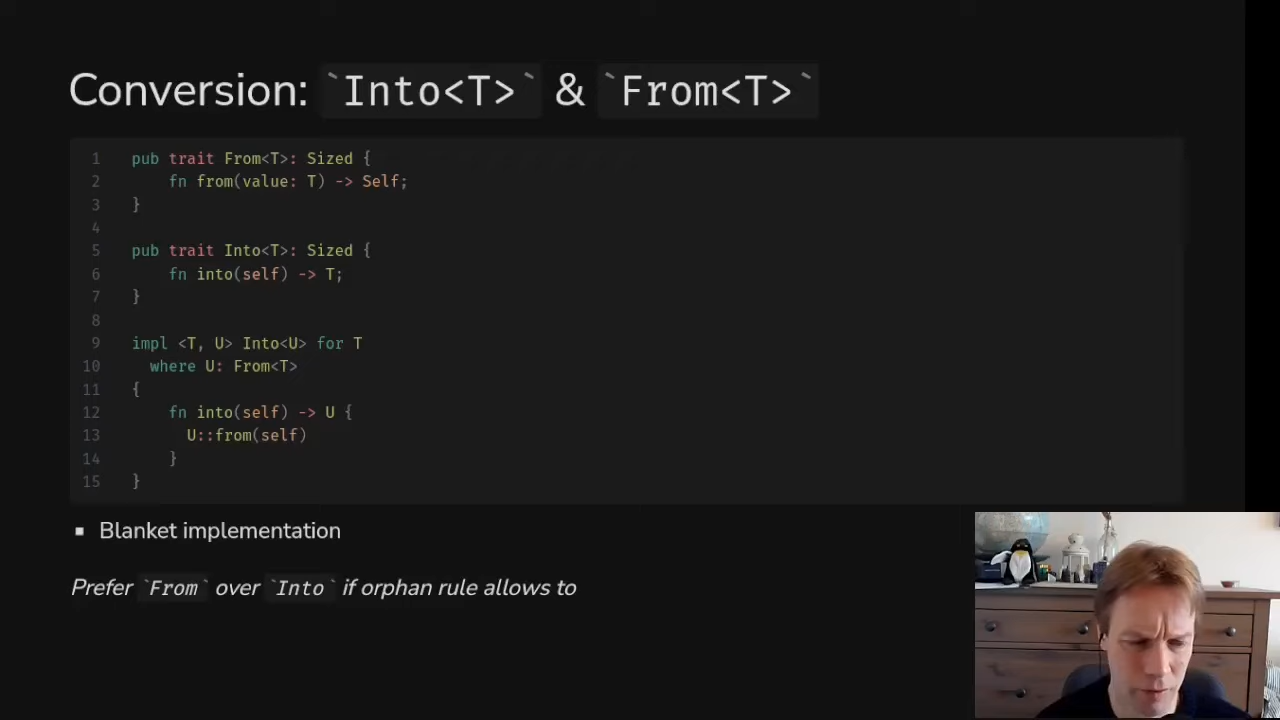 Conversion: `Into<T>` & `From<T>`
1 pub trait From<T>: Sized {
2 fn from(value: T) -> Self;
3 }
4
5 pub trait Into<T>: Sized {
6 fn into(self) -> T;
7 }
8
9 impl <T, U> Into<U> for T
10 where U: From<T>
11 {
12 fn into(self) -> U {
13 U::from(self)
14 }
15 }
▪ Blanket implementation
Prefer `From` over `Into` if orphan rule allows to